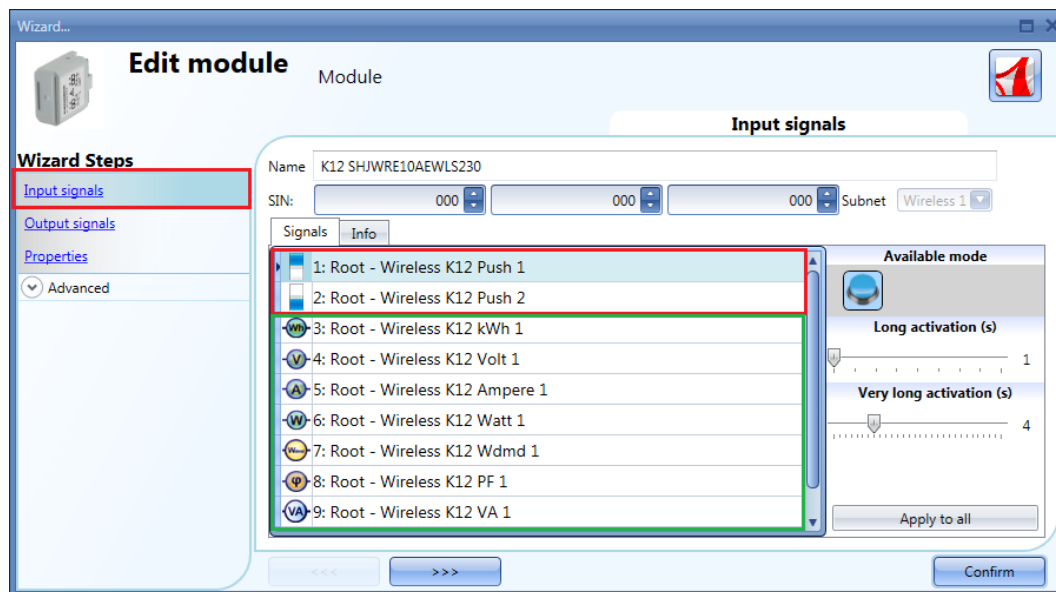 Wizard...
Edit module
Module
Input signals
Wizard Steps
Input signals
Output signals
Properties
Advanced
Name K12 SHJWRE10AEWLS230
SIN: 000 000 000 Subnet Wireless 1
Signals Info
1: Root - Wireless K12 Push 1
2: Root - Wireless K12 Push 2
Wh 3: Root - Wireless K12 kWh 1
V 4: Root - Wireless K12 Volt 1
A 5: Root - Wireless K12 Ampere 1
W 6: Root - Wireless K12 Watt 1
7: Root - Wireless K12 Wdmd 1
φ 8: Root - Wireless K12 PF 1
VA 9: Root - Wireless K12 VA 1
Available mode
Long activation (s)
1
Very long activation (s)
4
Apply to all
<<< >>> Confirm